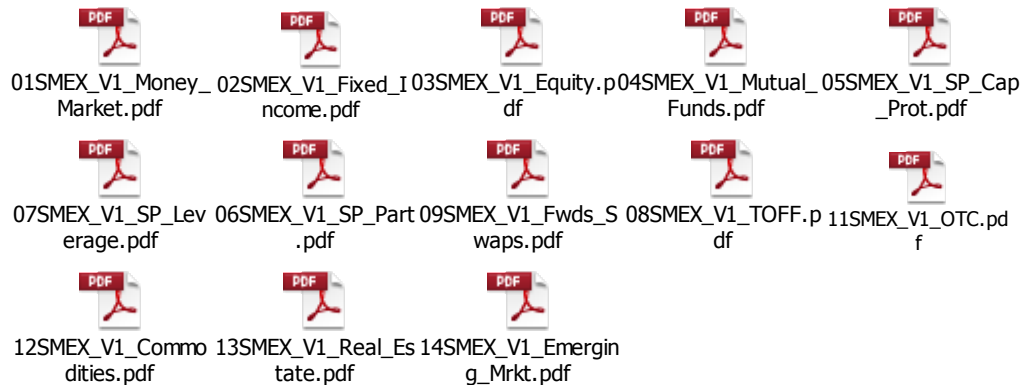 PDF PDF PDF PDF PDF
01SMEX_V1_Money_ 02SMEX_V1_Fixed_I 03SMEX_V1_Equity.p 04SMEX_V1_Mutual_ 05SMEX_V1_SP_Cap
Market.pdf ncome.pdf df Funds.pdf _Prot.pdf
PDF PDF PDF PDF PDF
07SMEX_V1_SP_Lev 06SMEX_V1_SP_Part 09SMEX_V1_Fwds_S 08SMEX_V1_TOFF.p 11SMEX_V1_OTC.pd
erage.pdf .pdf waps.pdf df f
PDF PDF PDF
12SMEX_V1_Commo 13SMEX_V1_Real_Es 14SMEX_V1_Emergin
dities.pdf tate.pdf g_Mrkt.pdf